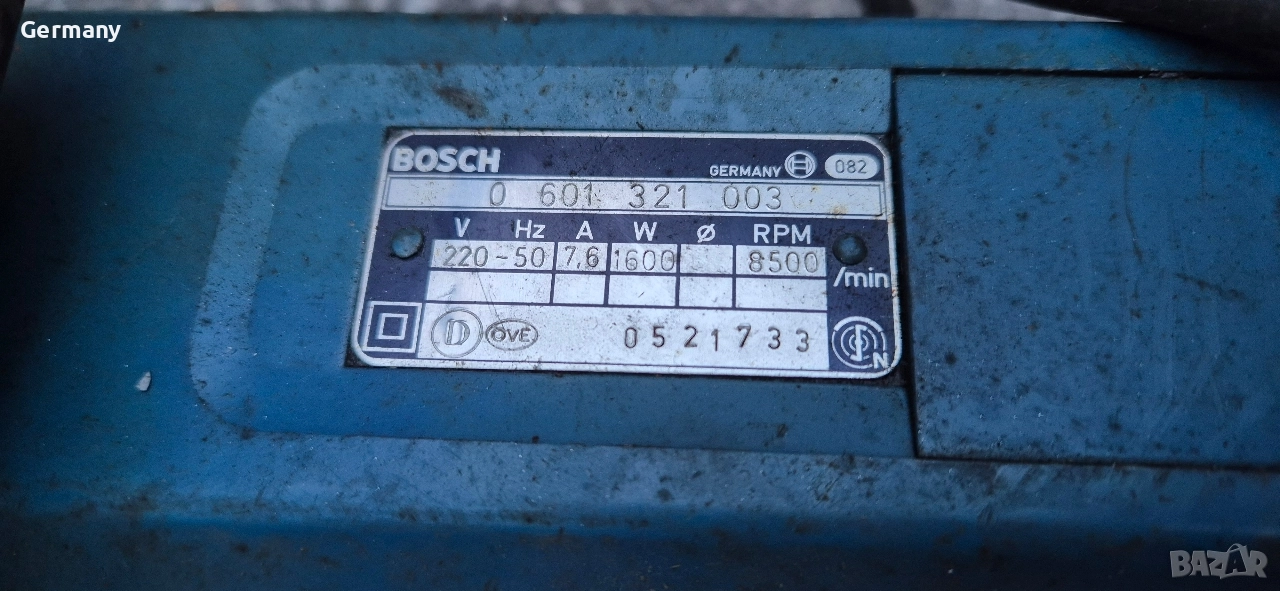 Germany
BOSCH GERMANY 082
0 601 321 003
V Hz A W ø RPM
220 - 50 7,6 1600 8500 /min
D ÖVE 0521733 N
BAZAR